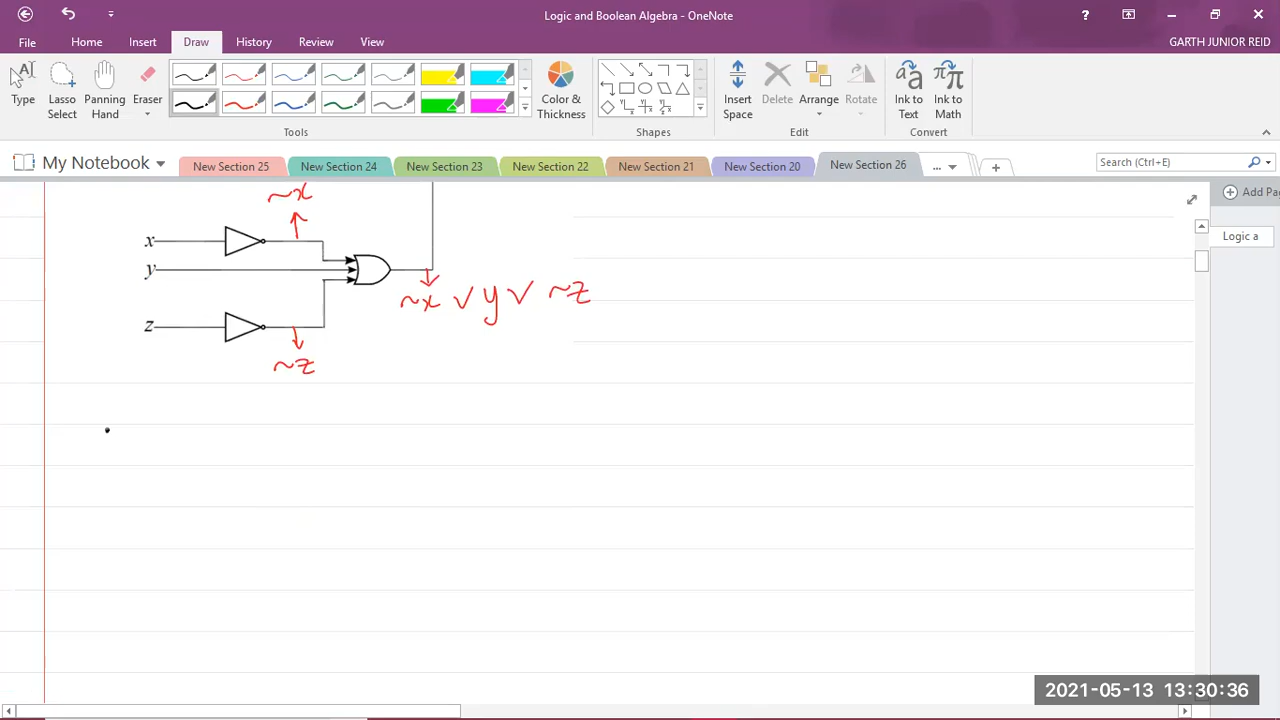 Logic and Boolean Algebra - OneNote
?
File Home Insert Draw History Review View
GARTH JUNIOR REID
Type
Lasso Select
Panning Hand
Eraser
Color & Thickness
Insert Space
Delete
Arrange
Rotate
Ink to Text
Ink to Math
Tools
Shapes
Edit
Convert
My Notebook
New Section 25
New Section 24
New Section 23
New Section 22
New Section 21
New Section 20
New Section 26
...
Search (Ctrl+E)
Add Pag
Logic a
~x
x
y
~x ∨ y ∨ ~z
z
~z
2021-05-13 13:30:36